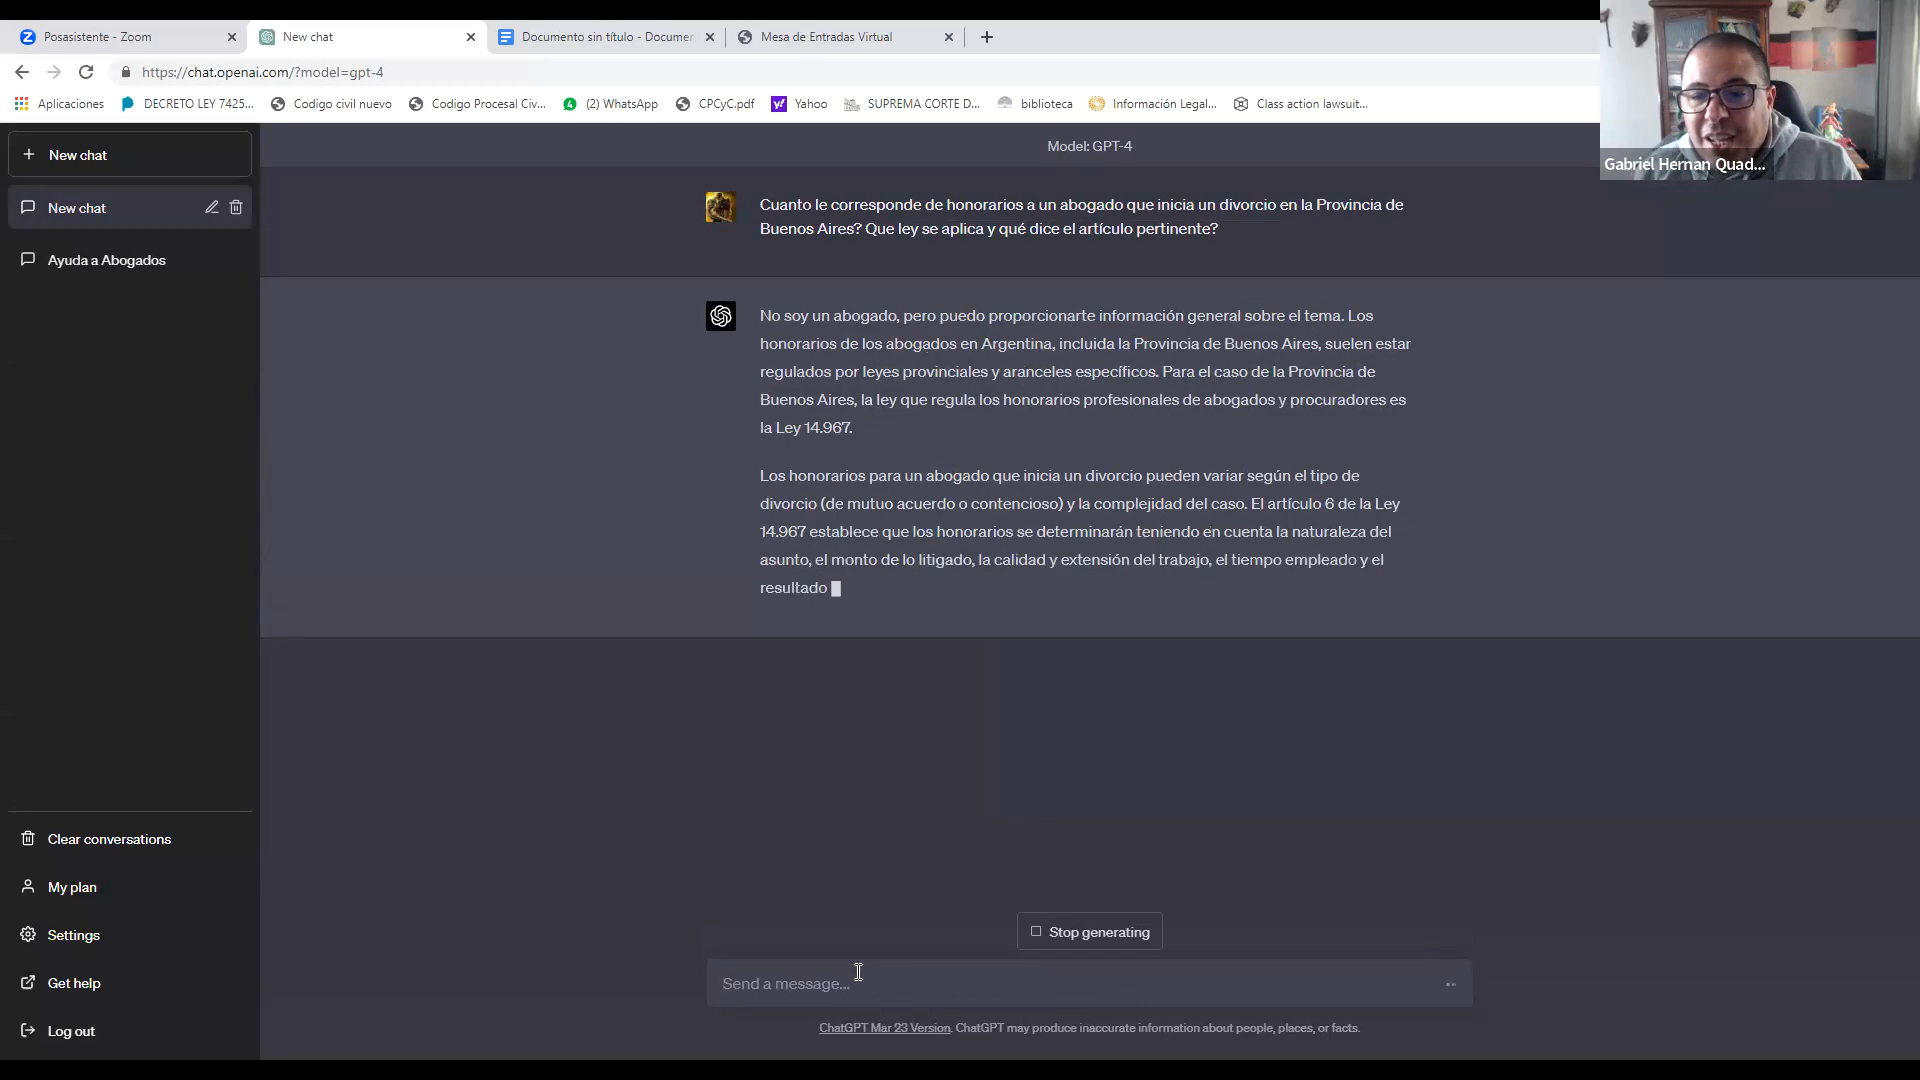 Posasistente - Zoom
New chat
Documento sin título - Documen
Mesa de Entradas Virtual
https://chat.openai.com/?model=gpt-4
Aplicaciones
DECRETO LEY 7425...
Codigo civil nuevo
Codigo Procesal Civ...
(2) WhatsApp
CPCyC.pdf
Yahoo
SUPREMA CORTE D...
biblioteca
Información Legal...
Class action lawsuit...
Gabriel Hernan Quad...
New chat
New chat
Ayuda a Abogados
Model: GPT-4
Cuanto le corresponde de honorarios a un abogado que inicia un divorcio en la Provincia de
Buenos Aires? Que ley se aplica y qué dice el artículo pertinente?
No soy un abogado, pero puedo proporcionarte información general sobre el tema. Los
honorarios de los abogados en Argentina, incluida la Provincia de Buenos Aires, suelen estar
regulados por leyes provinciales y aranceles específicos. Para el caso de la Provincia de
Buenos Aires, la ley que regula los honorarios profesionales de abogados y procuradores es
la Ley 14.967.
Los honorarios para un abogado que inicia un divorcio pueden variar según el tipo de
divorcio (de mutuo acuerdo o contencioso) y la complejidad del caso. El artículo 6 de la Ley
14.967 establece que los honorarios se determinarán teniendo en cuenta la naturaleza del
asunto, el monto de lo litigado, la calidad y extensión del trabajo, el tiempo empleado y el
resultado
Clear conversations
My plan
Settings
Get help
Log out
Stop generating
Send a message...
ChatGPT Mar 23 Version. ChatGPT may produce inaccurate information about people, places, or facts.